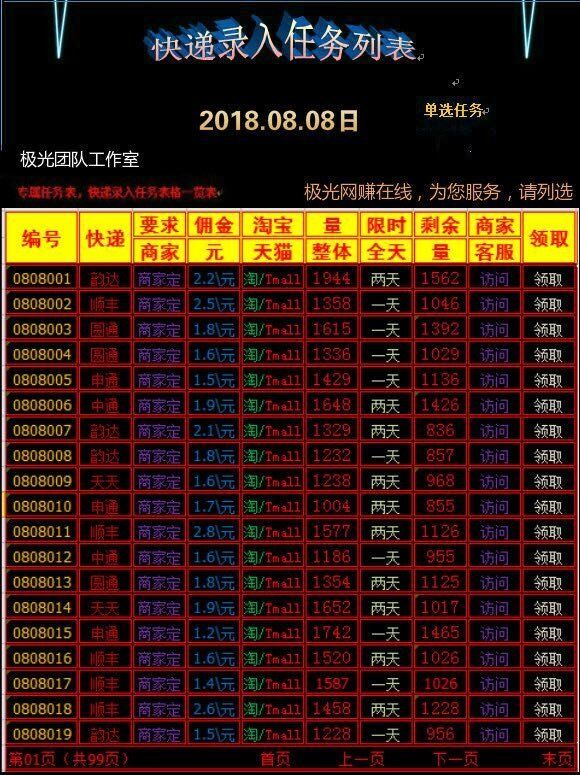 快递录入任务列表
2018.08.08日
单选任务
极光团队工作室
专属任务表，快递录入任务表格一览表
极光网赚在线，为您服务，请列选
编号 快递 要求 佣金 淘宝 量 限时 剩余 商家 领取
商家 元 天猫 整体 全天 量 客服
0808001 韵达 商家定 2.2\元 淘/Tmall 1944 两天 1562 访问 领取
0808002 顺丰 商家定 2.5\元 淘/Tmall 1358 一天 1046 访问 领取
0808003 圆通 商家定 1.8\元 淘/Tmall 1615 一天 1392 访问 领取
0808004 圆通 商家定 1.6\元 淘/Tmall 1336 一天 1029 访问 领取
0808005 申通 商家定 1.5\元 淘/Tmall 1429 一天 1136 访问 领取
0808006 中通 商家定 1.9\元 淘/Tmall 1648 两天 1426 访问 领取
0808007 韵达 商家定 2.1\元 淘/Tmall 1329 两天 836 访问 领取
0808008 韵达 商家定 1.8\元 淘/Tmall 1232 一天 857 访问 领取
0808009 天天 商家定 1.6\元 淘/Tmall 1238 两天 968 访问 领取
0808010 申通 商家定 1.7\元 淘/Tmall 1004 两天 855 访问 领取
0808011 顺丰 商家定 2.8\元 淘/Tmall 1577 两天 1126 访问 领取
0808012 中通 商家定 1.6\元 淘/Tmall 1186 一天 955 访问 领取
0808013 圆通 商家定 1.8\元 淘/Tmall 1354 两天 1125 访问 领取
0808014 天天 商家定 1.9\元 淘/Tmall 1652 两天 1017 访问 领取
0808015 申通 商家定 1.2\元 淘/Tmall 1742 一天 1465 访问 领取
0808016 顺丰 商家定 1.6\元 淘/Tmall 1520 两天 1026 访问 领取
0808017 顺丰 商家定 1.4\元 淘/Tmall 1587 一天 1026 访问 领取
0808018 顺丰 商家定 2.6\元 淘/Tmall 1458 两天 1228 访问 领取
0808019 韵达 商家定 1.5\元 淘/Tmall 1228 一天 956 访问 领取
第01页（共99页） 首页 上一页 下一页 末页